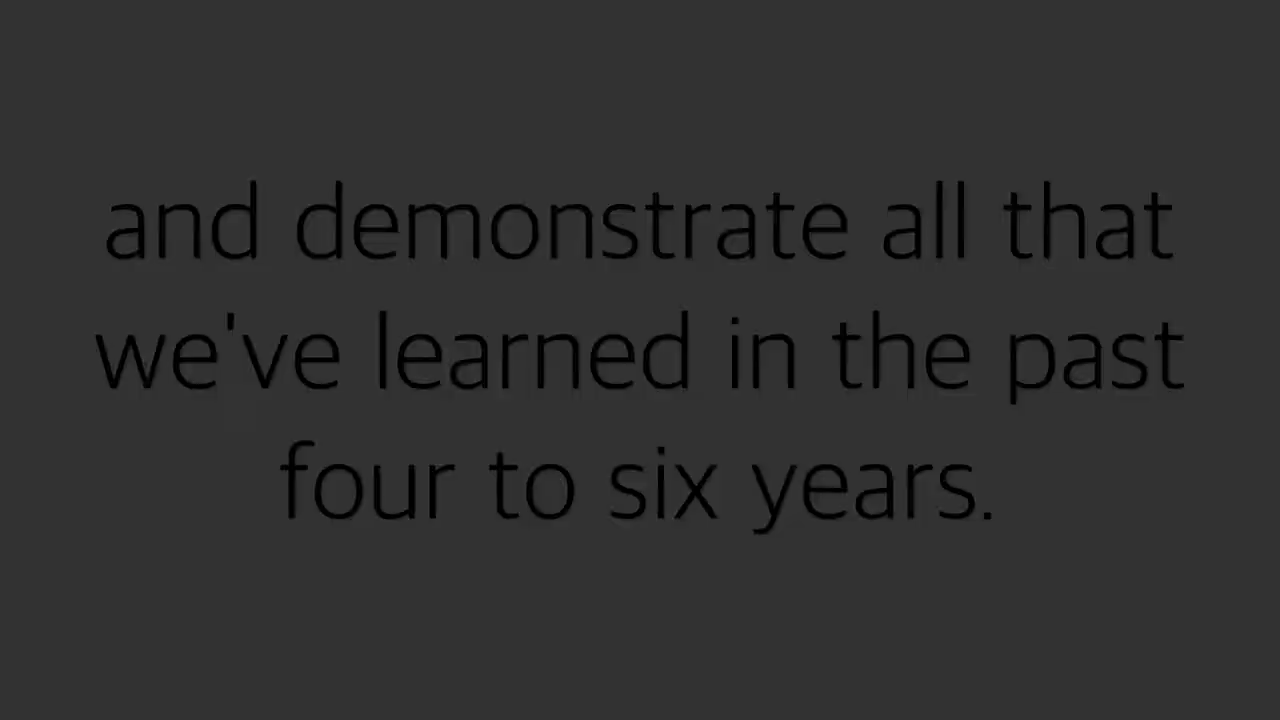 and demonstrate all that
we've learned in the past
four to six years.